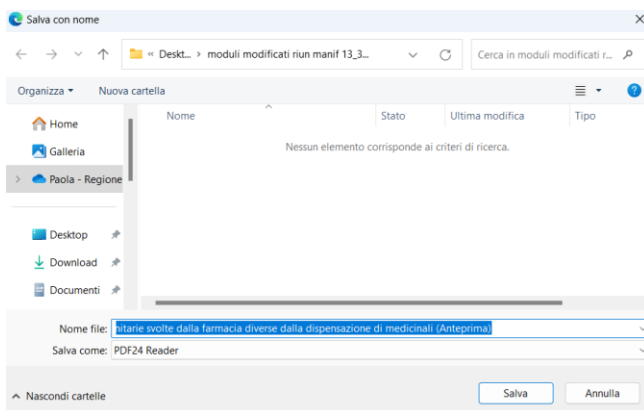 Salva con nome
« Deskt... > moduli modificati riun manif 13_3...
Cerca in moduli modificati r...
Organizza
Nuova cartella
Nome
Stato
Ultima modifica
Tipo
Home
Galleria
Paola - Regione
Nessun elemento corrisponde ai criteri di ricerca.
Desktop
Download
Documenti
Nome file: nitarie svolte dalla farmacia diverse dalla dispensazione di medicinali (Anteprima)
Salva come: PDF24 Reader
Nascondi cartelle
Salva
Annulla